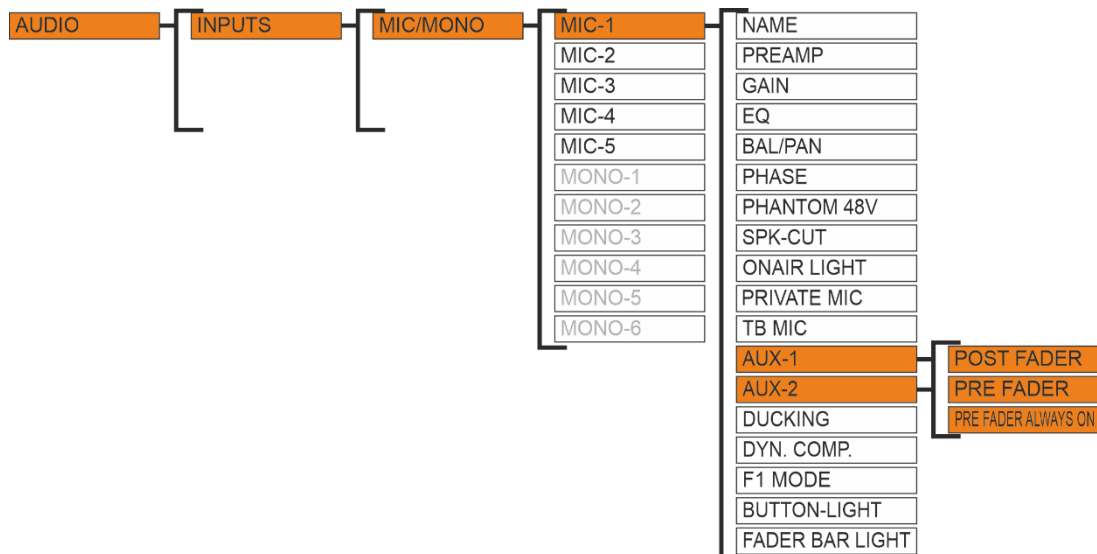 AUDIO
INPUTS
MIC/MONO
MIC-1
MIC-2
MIC-3
MIC-4
MIC-5
MONO-1
MONO-2
MONO-3
MONO-4
MONO-5
MONO-6
NAME
PREAMP
GAIN
EQ
BAL/PAN
PHASE
PHANTOM 48V
SPK-CUT
ONAIR LIGHT
PRIVATE MIC
TB MIC
AUX-1
AUX-2
DUCKING
DYN. COMP.
F1 MODE
BUTTON-LIGHT
FADER BAR LIGHT
POST FADER
PRE FADER
PRE FADER ALWAYS ON